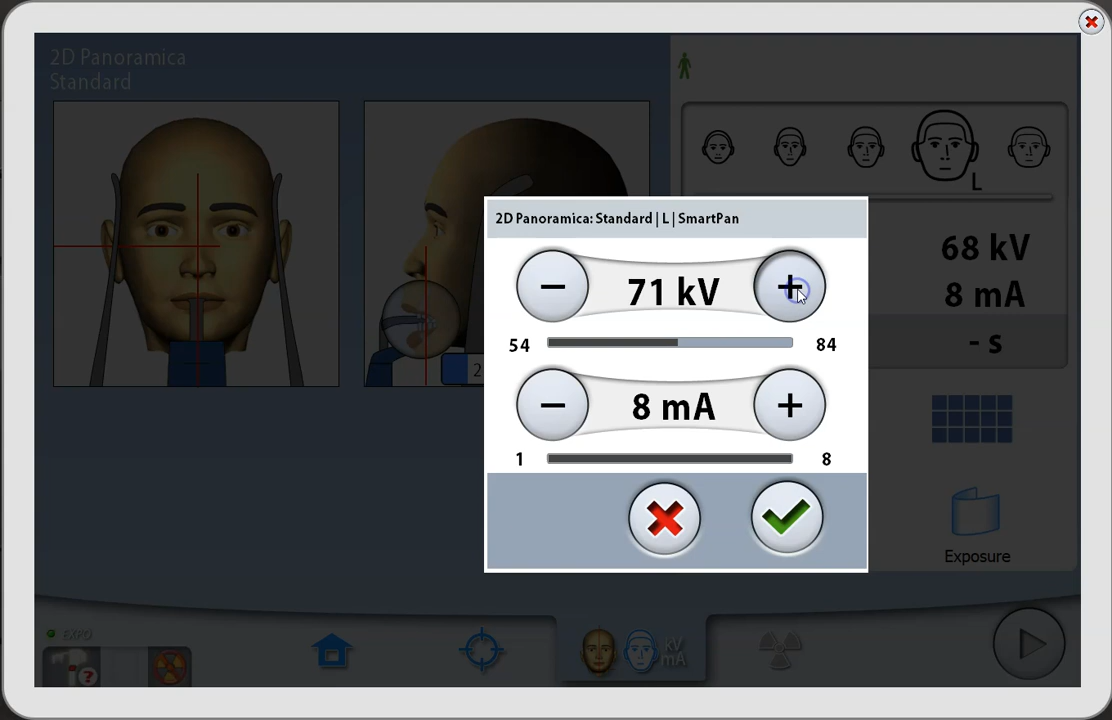 2D Panoramica
Standard
L
68 kV
8 mA
- s
2D Panoramica: Standard | L | SmartPan
−
71 kV
+
54
84
−
8 mA
+
1
8
2
Exposure
EXPO
?
kV
mA